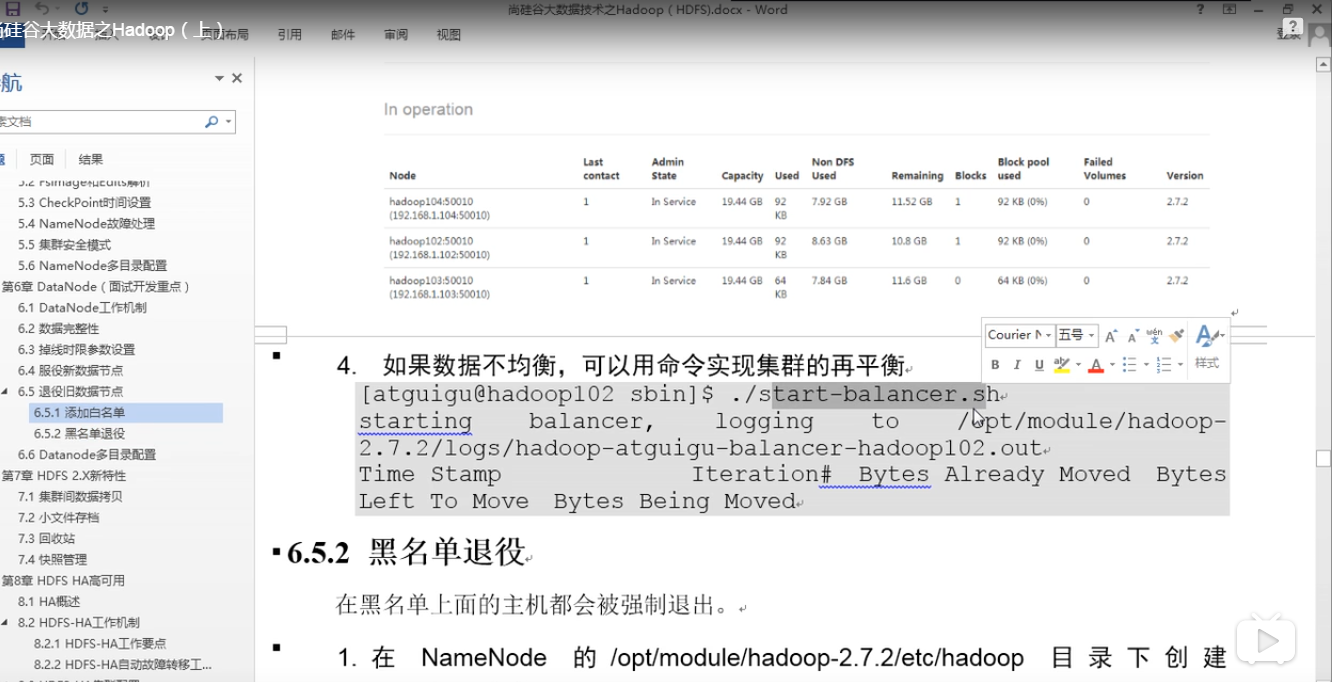 尚硅谷大数据技术之Hadoop（HDFS).docx - Word
硅谷大数据之Hadoop（上）
页面布局 引用 邮件 审阅 视图
航
文档
页面 结果
5.3 CheckPoint时间设置
5.4 NameNode故障处理
5.5 集群安全模式
5.6 NameNode多目录配置
第6章 DataNode（面试开发重点）
6.1 DataNode工作机制
6.2 数据完整性
6.3 掉线时限参数设置
6.4 服役新数据节点
6.5 退役旧数据节点
6.5.1 添加白名单
6.5.2 黑名单退役
6.6 Datanode多目录配置
第7章 HDFS 2.X新特性
7.1 集群间数据拷贝
7.2 小文件存档
7.3 回收站
7.4 快照管理
第8章 HDFS HA高可用
8.1 HA概述
8.2 HDFS-HA工作机制
8.2.1 HDFS-HA工作要点
8.2.2 HDFS-HA自动故障转移工...
In operation
Node Last contact Admin State Capacity Used Non DFS Used Remaining Blocks Block pool used Failed Volumes Version
hadoop104:50010 1 In Service 19.44 GB 92 7.92 GB 11.52 GB 1 92 KB (0%) 0 2.7.2
(192.168.1.104:50010) KB
hadoop102:50010 1 In Service 19.44 GB 92 8.63 GB 10.8 GB 1 92 KB (0%) 0 2.7.2
(192.168.1.102:50010) KB
hadoop103:50010 1 In Service 19.44 GB 64 7.84 GB 11.6 GB 0 64 KB (0%) 0 2.7.2
(192.168.1.103:50010) KB
Courier 五号 A A wén 文 A
B I U A 样式
4. 如果数据不均衡，可以用命令实现集群的再平衡
[atguigu@hadoop102 sbin]$ ./start-balancer.sh
starting balancer, logging to /opt/module/hadoop-
2.7.2/logs/hadoop-atguigu-balancer-hadoop102.out
Time Stamp Iteration# Bytes Already Moved Bytes
Left To Move Bytes Being Moved
6.5.2 黑名单退役
在黑名单上面的主机都会被强制退出。
1. 在 NameNode 的 /opt/module/hadoop-2.7.2/etc/hadoop 目录下创建